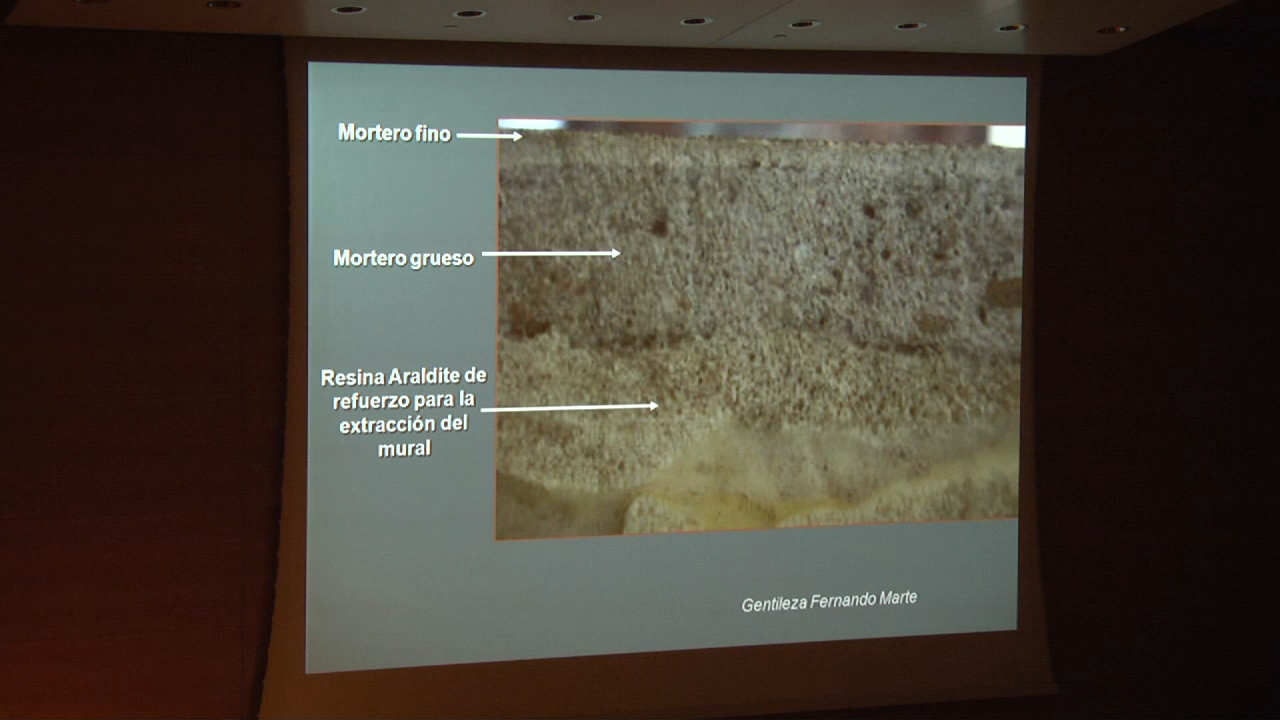 Mortero fino
Mortero grueso
Resina Araldite de
refuerzo para la
extracción del
mural
Gentileza Fernando Marte